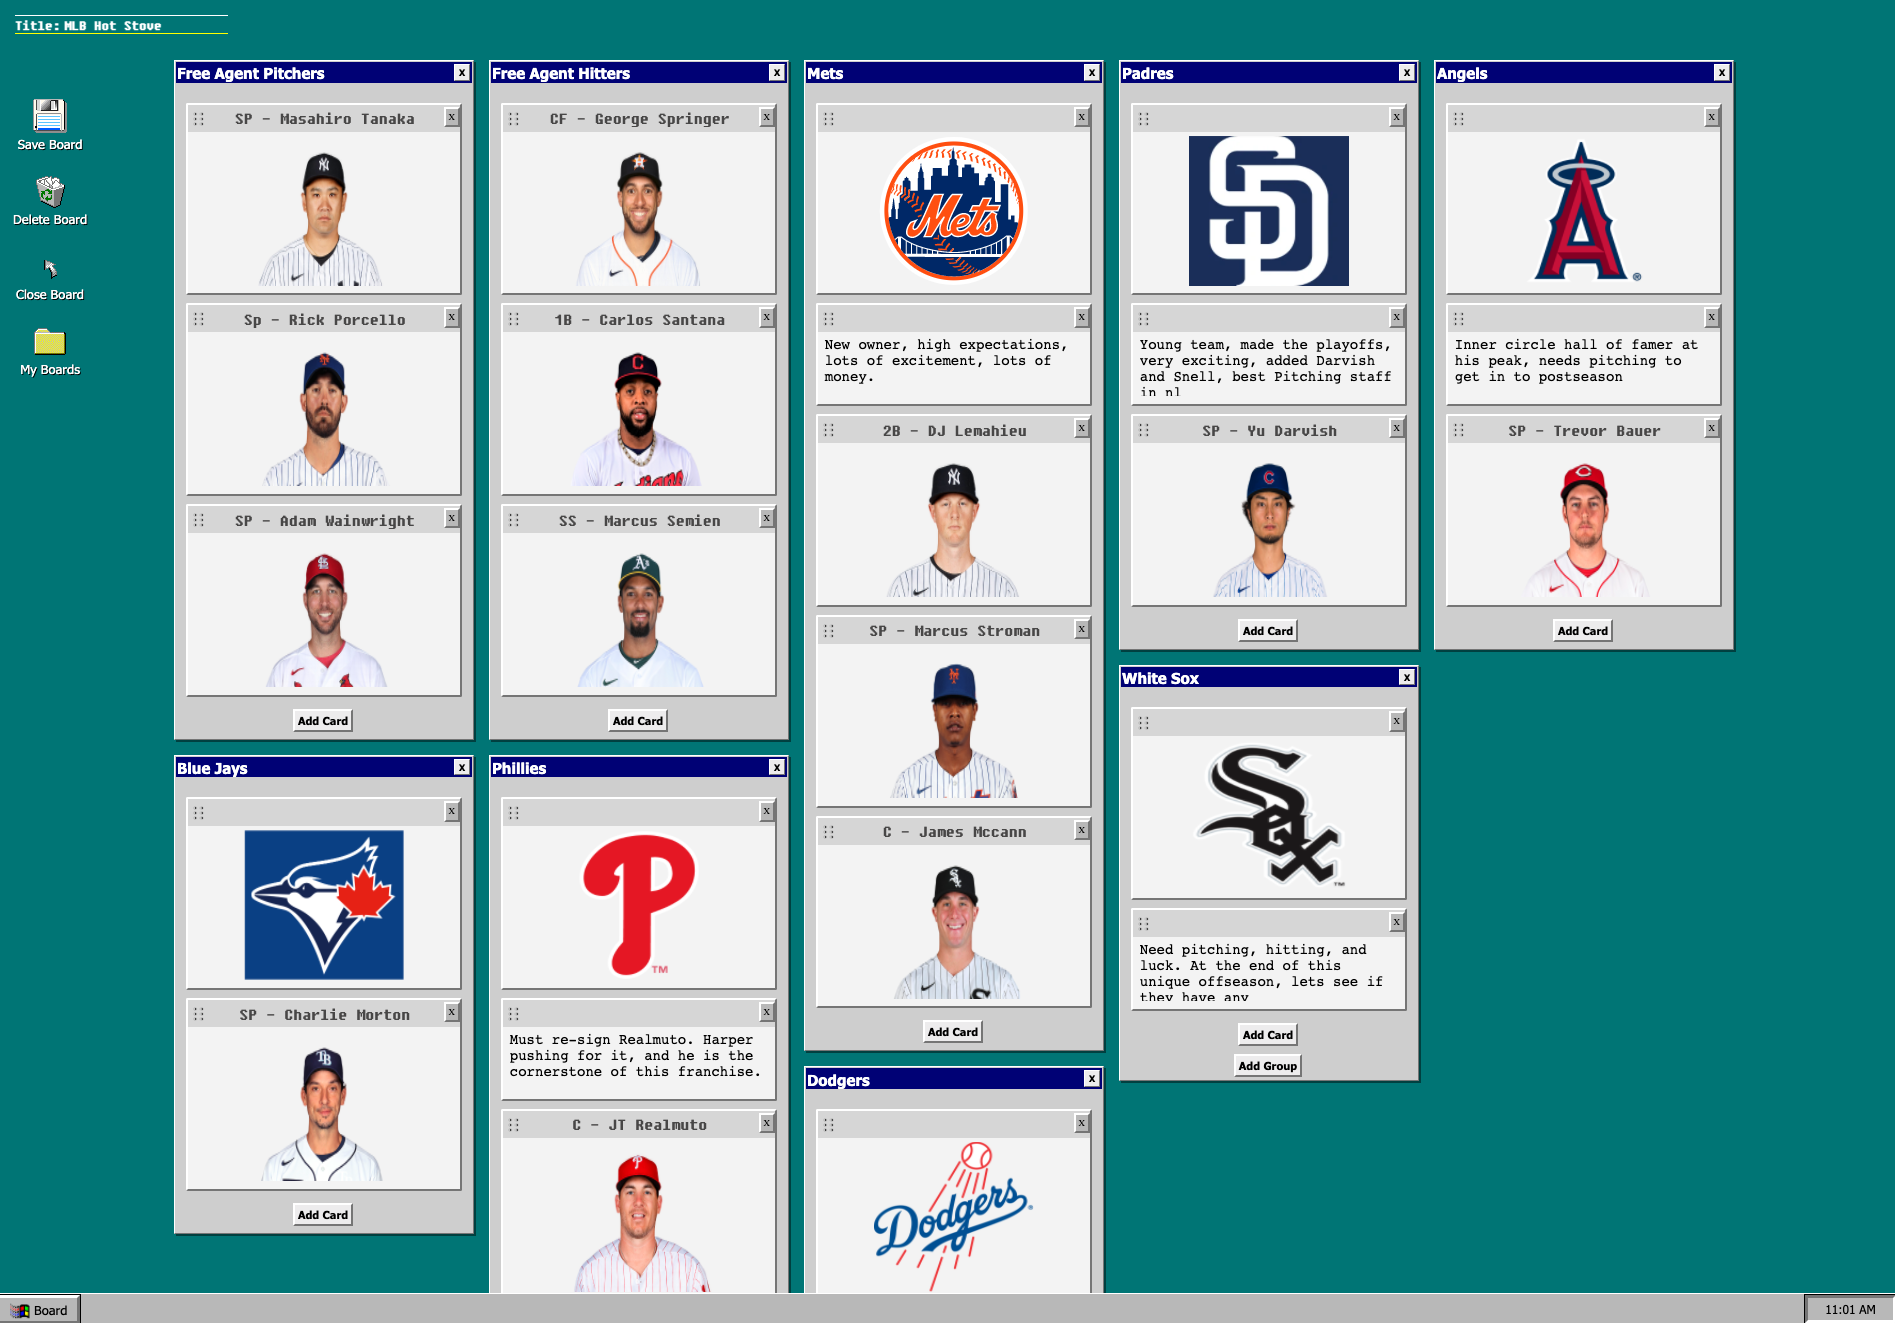 Title: MLB Hot Stove
Save Board
Delete Board
Close Board
My Boards
Free Agent Pitchers
x
SP - Masahiro Tanaka
x
NY
Sp - Rick Porcello
x
SP - Adam Wainwright
x
Add Card
Free Agent Hitters
x
CF - George Springer
x
1B - Carlos Santana
x
SS - Marcus Semien
x
Add Card
Mets
x
x
Mets
x
New owner, high expectations,
lots of excitement, lots of
money.
2B - DJ Lemahieu
x
SP - Marcus Stroman
x
C - James Mccann
x
Add Card
Padres
x
x
SD
x
Young team, made the playoffs,
very exciting, added Darvish
and Snell, best Pitching staff
in nl
SP - Yu Darvish
x
Add Card
Angels
x
x
A
®
x
Inner circle hall of famer at
his peak, needs pitching to
get in to postseason
SP - Trevor Bauer
x
Add Card
Blue Jays
x
x
SP - Charlie Morton
x
TB
Add Card
Phillies
x
x
P
TM
x
Must re-sign Realmuto. Harper
pushing for it, and he is the
cornerstone of this franchise.
C - JT Realmuto
x
Dodgers
x
x
Dodgers
White Sox
x
x
Sox
TM
x
Need pitching, hitting, and
luck. At the end of this
unique offseason, lets see if
they have any
Add Card
Add Group
Board
11:01 AM